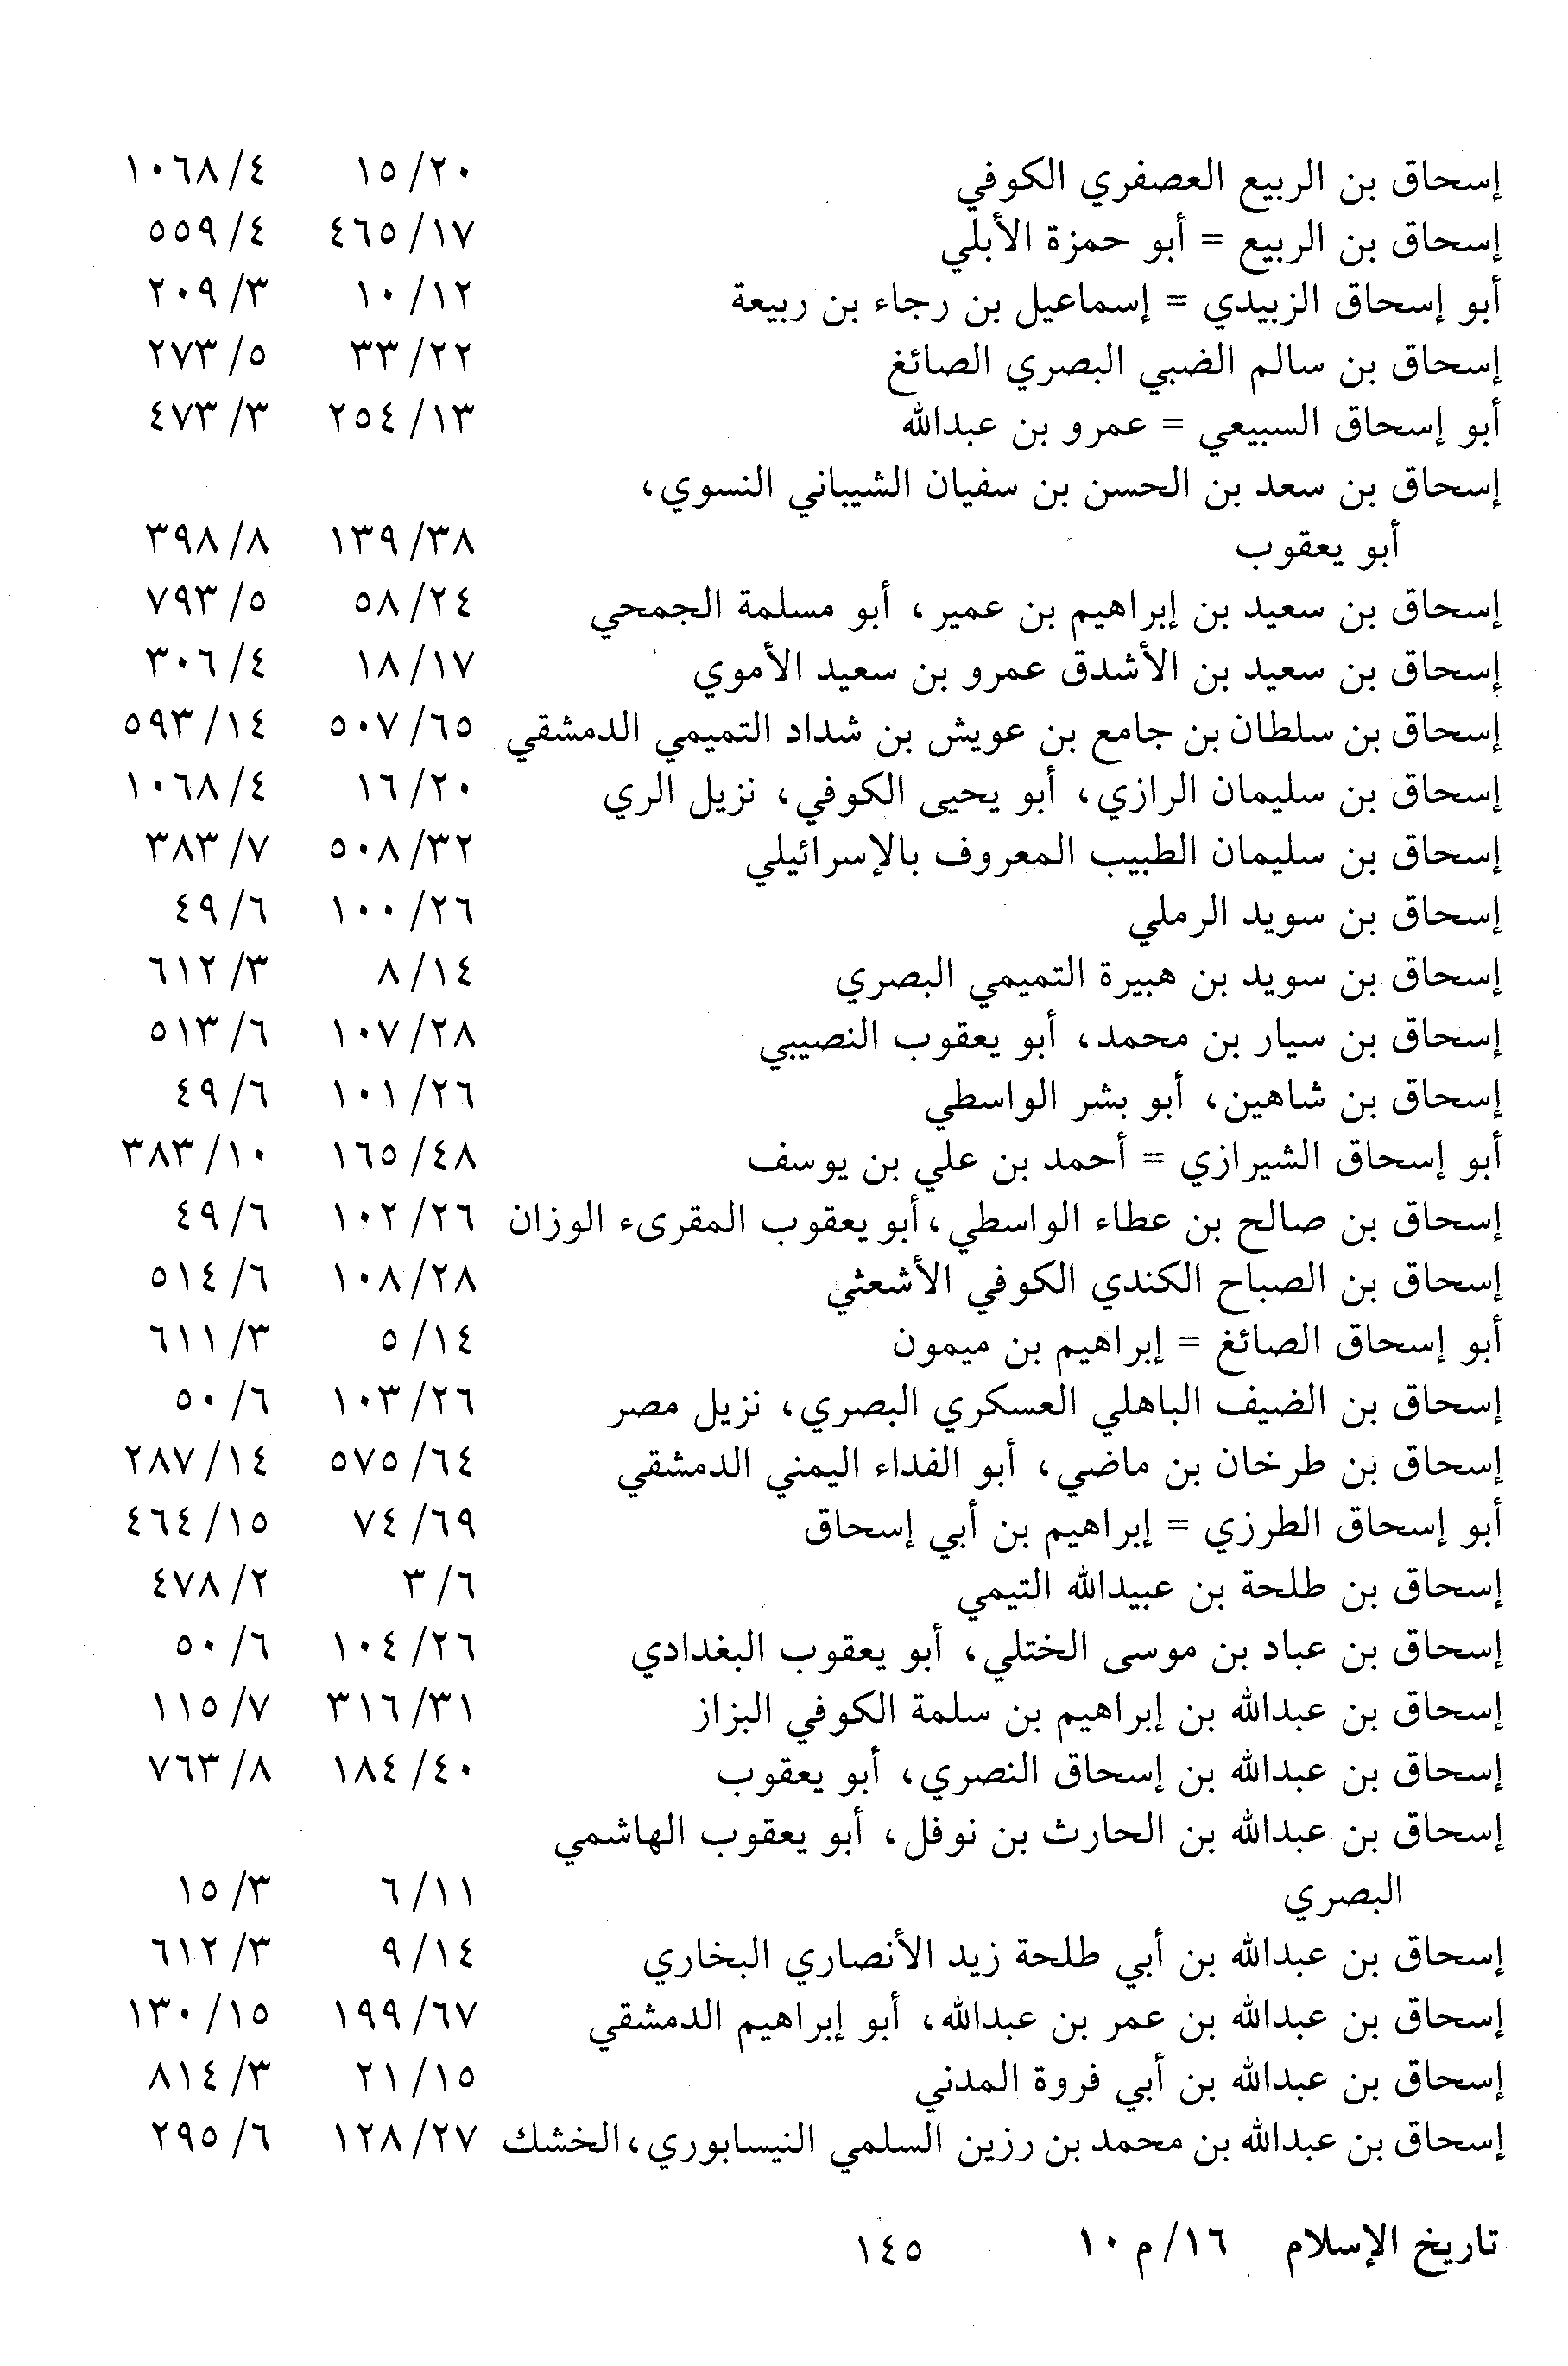 إسحاق بن الربيع العصفري الكوفي ١٥/٢٠ ١٠٦٨/٤
إسحاق بن الربيع = أبو حمزة الأبلي ٤٦٥/١٧ ٥٥٩/٤
أبو إسحاق الزبيدي = إسماعيل بن رجاء بن ربيعة ١٠/١٢ ٢٠٩/٣
إسحاق بن سالم الضبي البصري الصائغ ٣٣/٢٢ ٢٧٣/٥
أبو إسحاق السبيعي = عمرو بن عبدالله ٢٥٤/١٣ ٤٧٣/٣
إسحاق بن سعد بن الحسن بن سفيان الشيباني النسوي،
أبو يعقوب ١٣٩/٣٨ ٣٩٨/٨
إسحاق بن سعيد بن إبراهيم بن عمير، أبو مسلمة الجمحي ٥٨/٢٤ ٧٩٣/٥
إسحاق بن سعيد بن الأشدق عمرو بن سعيد الأموي ١٨/١٧ ٣٠٦/٤
إسحاق بن سلطان بن جامع بن عويش بن شداد التميمي الدمشقي ٥٠٧/٦٥ ٥٩٣/١٤
إسحاق بن سليمان الرازي، أبو يحيى الكوفي، نزيل الري ١٦/٢٠ ١٠٦٨/٤
إسحاق بن سليمان الطبيب المعروف بالإسرائيلي ٥٠٨/٣٢ ٣٨٣/٧
إسحاق بن سويد الرملي ١٠٠/٢٦ ٤٩/٦
إسحاق بن سويد بن هبيرة التميمي البصري ٨/١٤ ٦١٢/٣
إسحاق بن سيار بن محمد، أبو يعقوب النصيبي ١٠٧/٢٨ ٥١٣/٦
إسحاق بن شاهين، أبو بشر الواسطي ١٠١/٢٦ ٤٩/٦
أبو إسحاق الشيرازي = أحمد بن علي بن يوسف ١٦٥/٤٨ ٣٨٣/١٠
إسحاق بن صالح بن عطاء الواسطي، أبو يعقوب المقرىء الوزان ١٠٢/٢٦ ٤٩/٦
إسحاق بن الصباح الكندي الكوفي الأشعثي ١٠٨/٢٨ ٥١٤/٦
أبو إسحاق الصائغ = إبراهيم بن ميمون ٥/١٤ ٦١١/٣
إسحاق بن الضيف الباهلي العسكري البصري، نزيل مصر ١٠٣/٢٦ ٥٠/٦
إسحاق بن طرخان بن ماضي، أبو الفداء اليمني الدمشقي ٥٧٥/٦٤ ٢٨٧/١٤
أبو إسحاق الطرزي = إبراهيم بن أبي إسحاق ٧٤/٦٩ ٤٦٤/١٥
إسحاق بن طلحة بن عبيدالله التيمي ٣/٦ ٤٧٨/٢
إسحاق بن عباد بن موسى الختلي، أبو يعقوب البغدادي ١٠٤/٢٦ ٥٠/٦
إسحاق بن عبدالله بن إبراهيم بن سلمة الكوفي البزاز ٣١٦/٣١ ١١٥/٧
إسحاق بن عبدالله بن إسحاق النصري، أبو يعقوب ١٨٤/٤٠ ٧٦٣/٨
إسحاق بن عبدالله بن الحارث بن نوفل، أبو يعقوب الهاشمي
البصري ٦/١١ ١٥/٣
إسحاق بن عبدالله بن أبي طلحة زيد الأنصاري البخاري ٩/١٤ ٦١٢/٣
إسحاق بن عبدالله بن عمر بن عبدالله، أبو إبراهيم الدمشقي ١٩٩/٦٧ ١٣٠/١٥
إسحاق بن عبدالله بن أبي فروة المدني ٢١/١٥ ٨١٤/٣
إسحاق بن عبدالله بن محمد بن رزين السلمي النيسابوري، الخشك ١٢٨/٢٧ ٢٩٥/٦
تاريخ الإسلام ١٦/م ١٠ ١٤٥